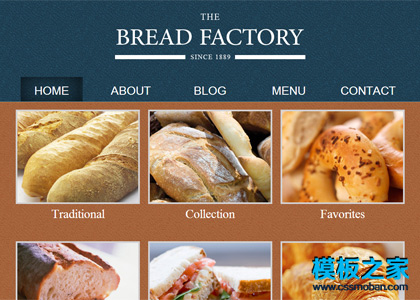 THE
BREAD FACTORY
SINCE 1889
HOME ABOUT BLOG MENU CONTACT
Traditional Collection Favorites
模板之家
www.cssmoban.com